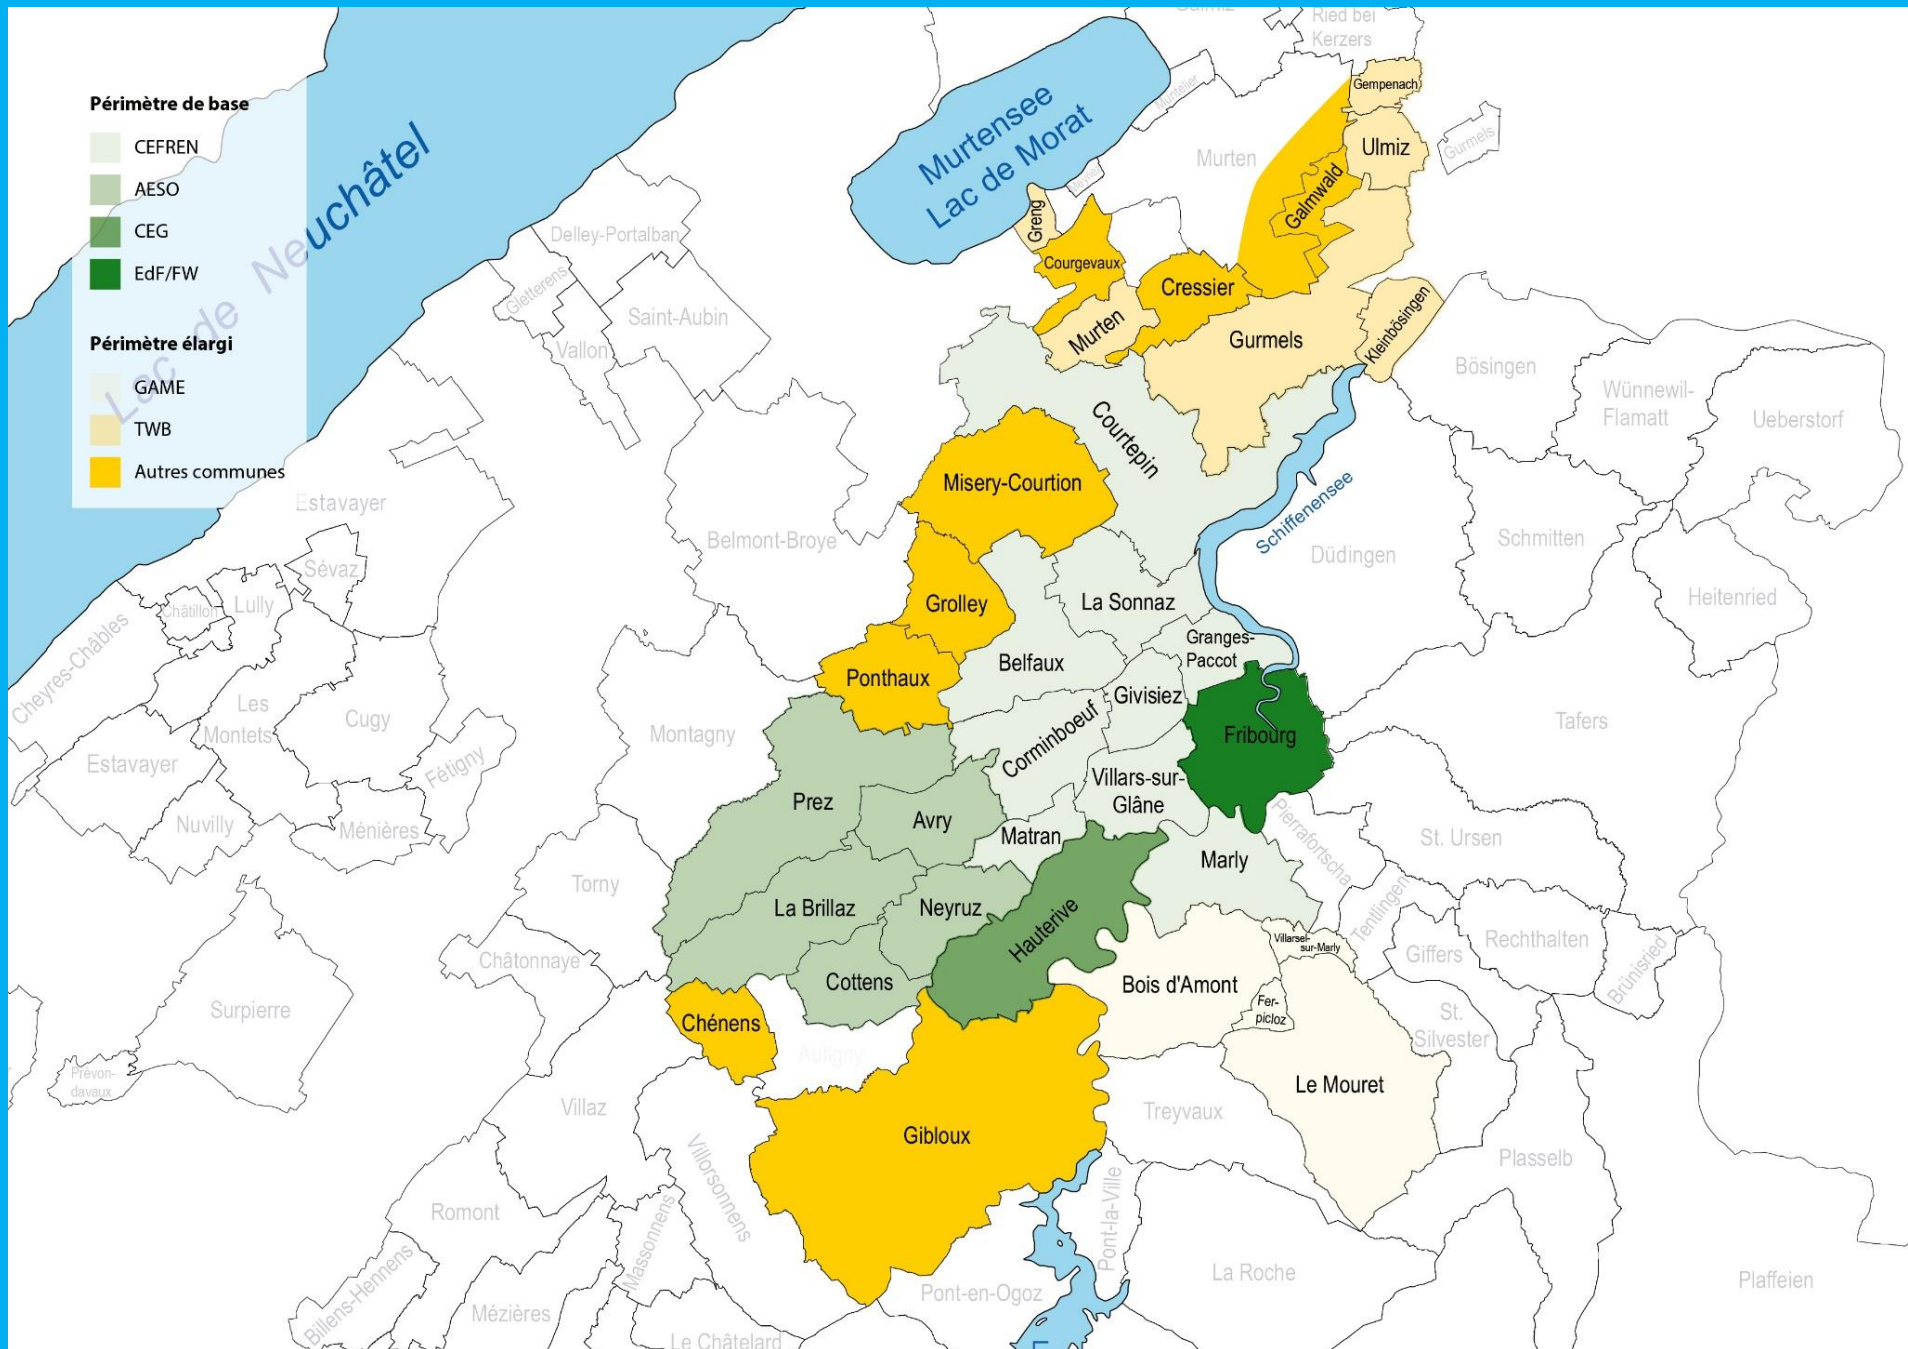 Périmètre de base
CEFREN
AESO
CEG
EdF/FW
Périmètre élargi
GAME
TWB
Autres communes
Lac de Neuchâtel
Murtensee
Lac de Morat
Galmiz
Ried bei
Kerzers
Muntelier
Gempenach
Ulmiz
Gurmels
Murten
Galmwald
Greng
Courgevaux
Cressier
Murten
Gurmels
Kleinbösingen
Delley-Portalban
Gletterens
Saint-Aubin
Vallon
Bösingen
Wünnewil-
Flamatt
Ueberstorf
Courtepin
Misery-Courtion
Schiffenensee
Estavayer
Belmont-Broye
Düdingen
Schmitten
Heitenried
Sévaz
Châtillon
Lully
Cheyres-Châbles
Grolley
La Sonnaz
Granges-
Paccot
Belfaux
Ponthaux
Givisiez
Corminboeuf
Fribourg
Tafers
Les
Montets
Cugy
Montagny
Estavayer
Fétigny
Villars-sur-
Glâne
Prez
Avry
Matran
Nuvilly
Ménières
Pierrafortscha
St. Ursen
Marly
Torny
La Brillaz
Neyruz
Hauterive
Tentlingen
Villarsel-
sur-Marly
Giffers
Rechthalten
Brünisried
Châtonnaye
Cottens
Bois d'Amont
Fer-
picloz
Surpierre
Chénens
Autigny
St.
Silvester
Prévon-
davaux
Le Mouret
Villaz
Treyvaux
Gibloux
Villorsonnens
Plasselb
Pont-la-Ville
Romont
Massonnens
La Roche
Plaffeien
Billens-Hennens
Mézières
Pont-en-Ogoz
Le Châtelard